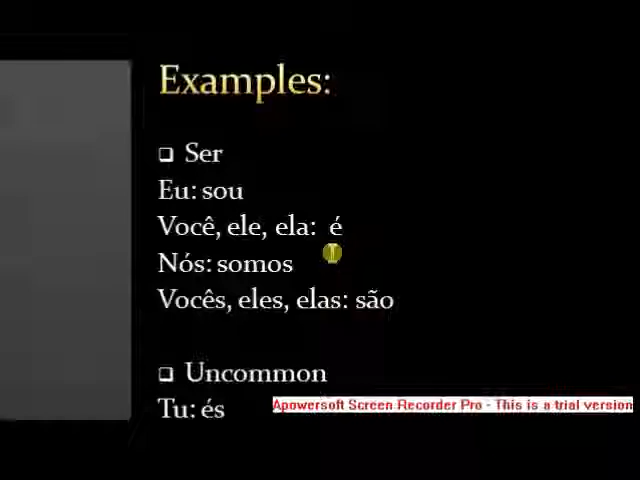 Examples:
❑ Ser
Eu: sou
Você, ele, ela: é
Nós: somos
Vocês, eles, elas: são
❑ Uncommon
Tu: és
Apowersoft Screen Recorder Pro - This is a trial version